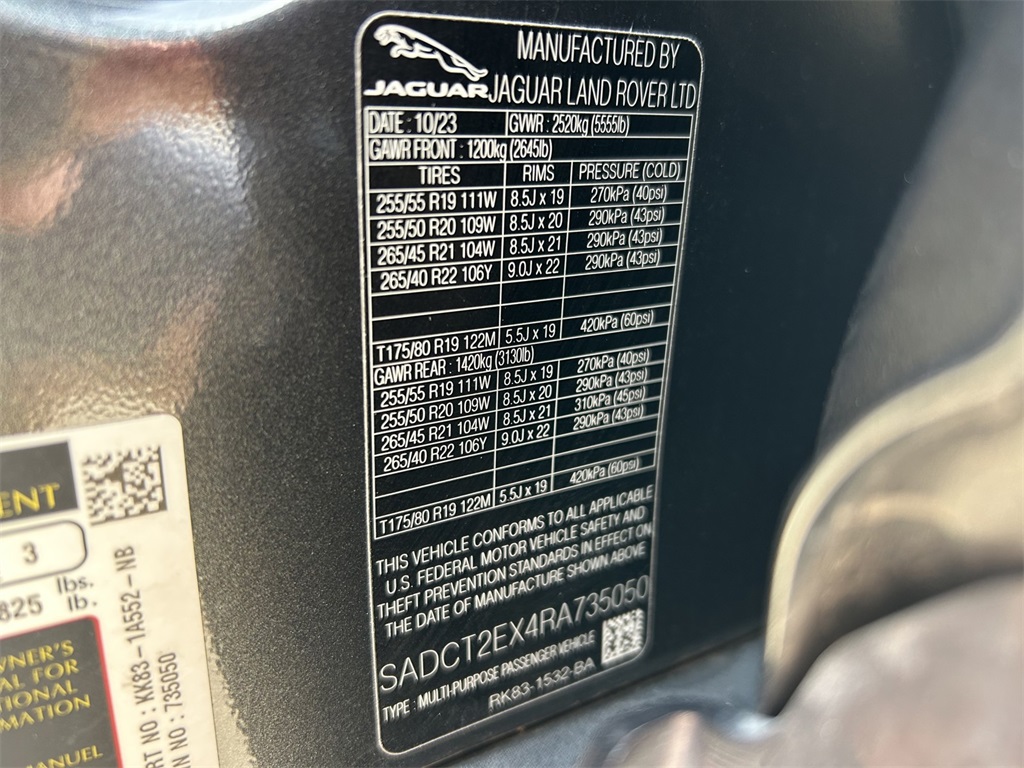 MANUFACTURED BY
JAGUAR JAGUAR LAND ROVER LTD
DATE : 10/23 GVWR : 2520kg (5555lb)
GAWR FRONT : 1200kg (2645lb)
TIRES RIMS PRESSURE (COLD)
255/55 R19 111W 8.5J x 19 270kPa (40psi)
255/50 R20 109W 8.5J x 20 290kPa (43psi)
265/45 R21 104W 8.5J x 21 290kPa (43psi)
265/40 R22 106Y 9.0J x 22 290kPa (43psi)
T175/80 R19 122M 5.5J x 19 420kPa (60psi)
GAWR REAR : 1420kg (3130lb)
255/55 R19 111W 8.5J x 19 270kPa (40psi)
255/50 R20 109W 8.5J x 20 290kPa (43psi)
265/45 R21 104W 8.5J x 21 310kPa (45psi)
265/40 R22 106Y 9.0J x 22 290kPa (43psi)
T175/80 R19 122M 5.5J x 19 420kPa (60psi)
THIS VEHICLE CONFORMS TO ALL APPLICABLE
U.S. FEDERAL MOTOR VEHICLE SAFETY AND
THEFT PREVENTION STANDARDS IN EFFECT ON
THE DATE OF MANUFACTURE SHOWN ABOVE
SADCT2EX4RA735050
TYPE : MULTI-PURPOSE PASSENGER VEHICLE
RK83-1532-BA
ENT
3
lbs.
825 lb.
WNER'S
AL FOR
TIONAL
RMATION
MANUEL
RT NO : KK83-1A552-NB
IN NO : 735050